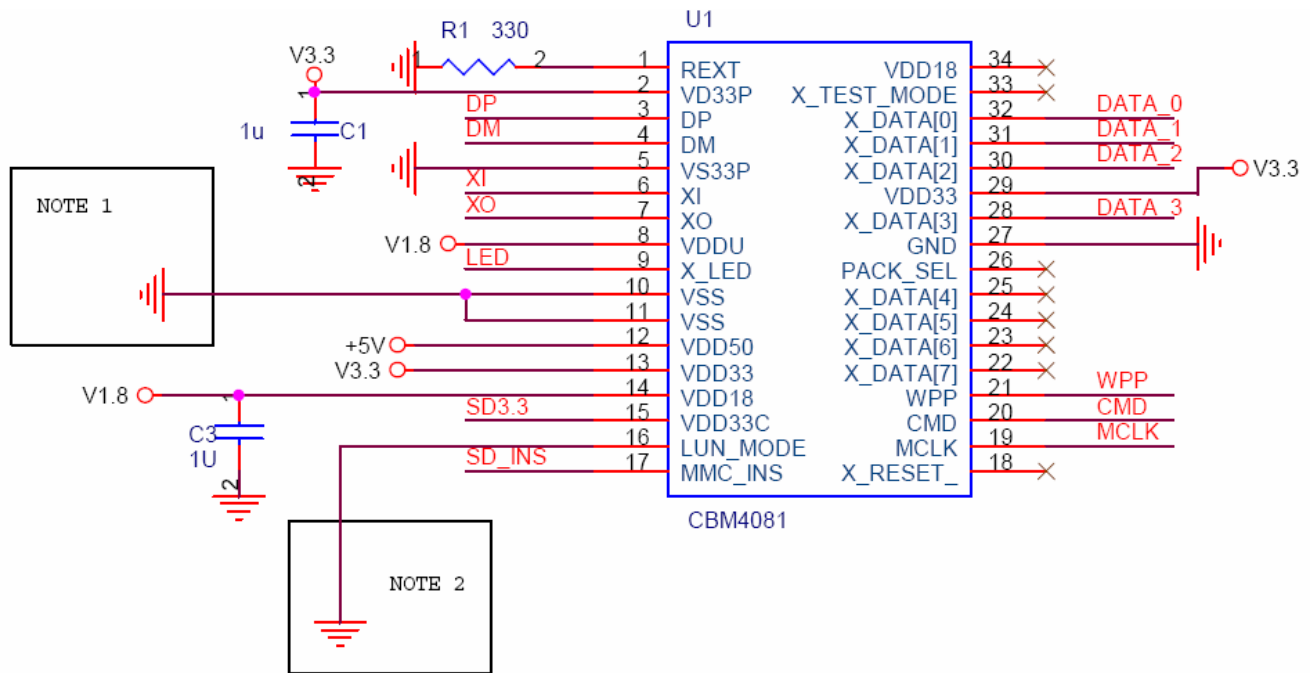 U1
R1 330
1 2
V3.3
1
1u C1
2
DP
DM
XI
XO
V1.8
LED
+5V
V3.3
V1.8
1
C3
1U
2
SD3.3
SD_INS
NOTE 1
NOTE 2
1 REXT
2 VD33P
3 DP
4 DM
5 VS33P
6 XI
7 XO
8 VDDU
9 X_LED
10 VSS
11 VSS
12 VDD50
13 VDD33
14 VDD18
15 VDD33C
16 LUN_MODE
17 MMC_INS
VDD18 34
X_TEST_MODE 33
X_DATA[0] 32 DATA_0
X_DATA[1] 31 DATA_1
X_DATA[2] 30 DATA_2
VDD33 29 V3.3
X_DATA[3] 28 DATA_3
GND 27
PACK_SEL 26
X_DATA[4] 25
X_DATA[5] 24
X_DATA[6] 23
X_DATA[7] 22
WPP 21 WPP
CMD 20 CMD
MCLK 19 MCLK
X_RESET_ 18
CBM4081